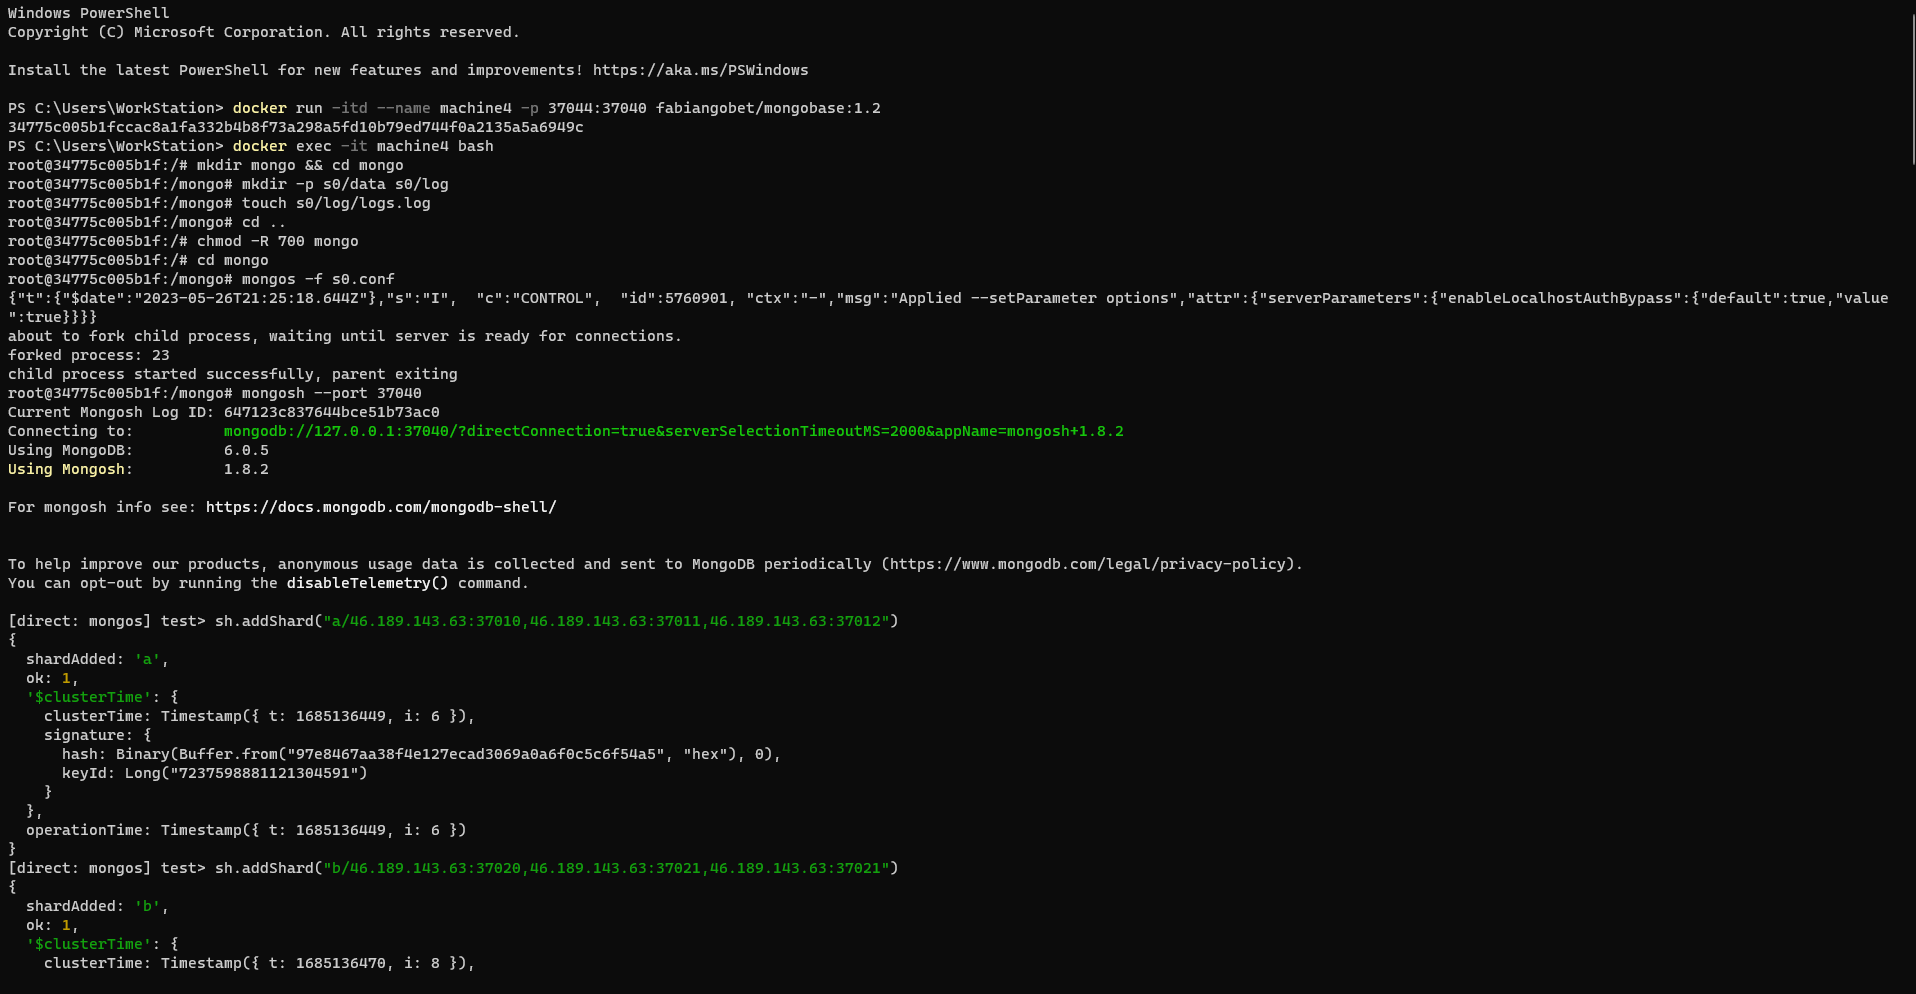 Windows PowerShell
Copyright (C) Microsoft Corporation. All rights reserved.
Install the latest PowerShell for new features and improvements! https://aka.ms/PSWindows
PS C:\Users\WorkStation> docker run -itd --name machine4 -p 37044:37040 fabiangobet/mongobase:1.2
34775c005b1fccac8a1fa332b4b8f73a298a5fd10b79ed744f0a2135a5a6949c
PS C:\Users\WorkStation> docker exec -it machine4 bash
root@34775c005b1f:/# mkdir mongo && cd mongo
root@34775c005b1f:/mongo# mkdir -p s0/data s0/log
root@34775c005b1f:/mongo# touch s0/log/logs.log
root@34775c005b1f:/mongo# cd ..
root@34775c005b1f:/# chmod -R 700 mongo
root@34775c005b1f:/# cd mongo
root@34775c005b1f:/mongo# mongos -f s0.conf
{"t":{"$date":"2023-05-26T21:25:18.644Z"},"s":"I",  "c":"CONTROL",  "id":5760901, "ctx":"-","msg":"Applied --setParameter options","attr":{"serverParameters":{"enableLocalhostAuthBypass":{"default":true,"value
":true}}}}
about to fork child process, waiting until server is ready for connections.
forked process: 23
child process started successfully, parent exiting
root@34775c005b1f:/mongo# mongosh --port 37040
Current Mongosh Log ID: 647123c837644bce51b73ac0
Connecting to:          mongodb://127.0.0.1:37040/?directConnection=true&serverSelectionTimeoutMS=2000&appName=mongosh+1.8.2
Using MongoDB:          6.0.5
Using Mongosh:          1.8.2
For mongosh info see: https://docs.mongodb.com/mongodb-shell/
To help improve our products, anonymous usage data is collected and sent to MongoDB periodically (https://www.mongodb.com/legal/privacy-policy).
You can opt-out by running the disableTelemetry() command.
[direct: mongos] test> sh.addShard("a/46.189.143.63:37010,46.189.143.63:37011,46.189.143.63:37012")
{
  shardAdded: 'a',
  ok: 1,
  '$clusterTime': {
    clusterTime: Timestamp({ t: 1685136449, i: 6 }),
    signature: {
      hash: Binary(Buffer.from("97e8467aa38f4e127ecad3069a0a6f0c5c6f54a5", "hex"), 0),
      keyId: Long("7237598881121304591")
    }
  },
  operationTime: Timestamp({ t: 1685136449, i: 6 })
}
[direct: mongos] test> sh.addShard("b/46.189.143.63:37020,46.189.143.63:37021,46.189.143.63:37021")
{
  shardAdded: 'b',
  ok: 1,
  '$clusterTime': {
    clusterTime: Timestamp({ t: 1685136470, i: 8 }),